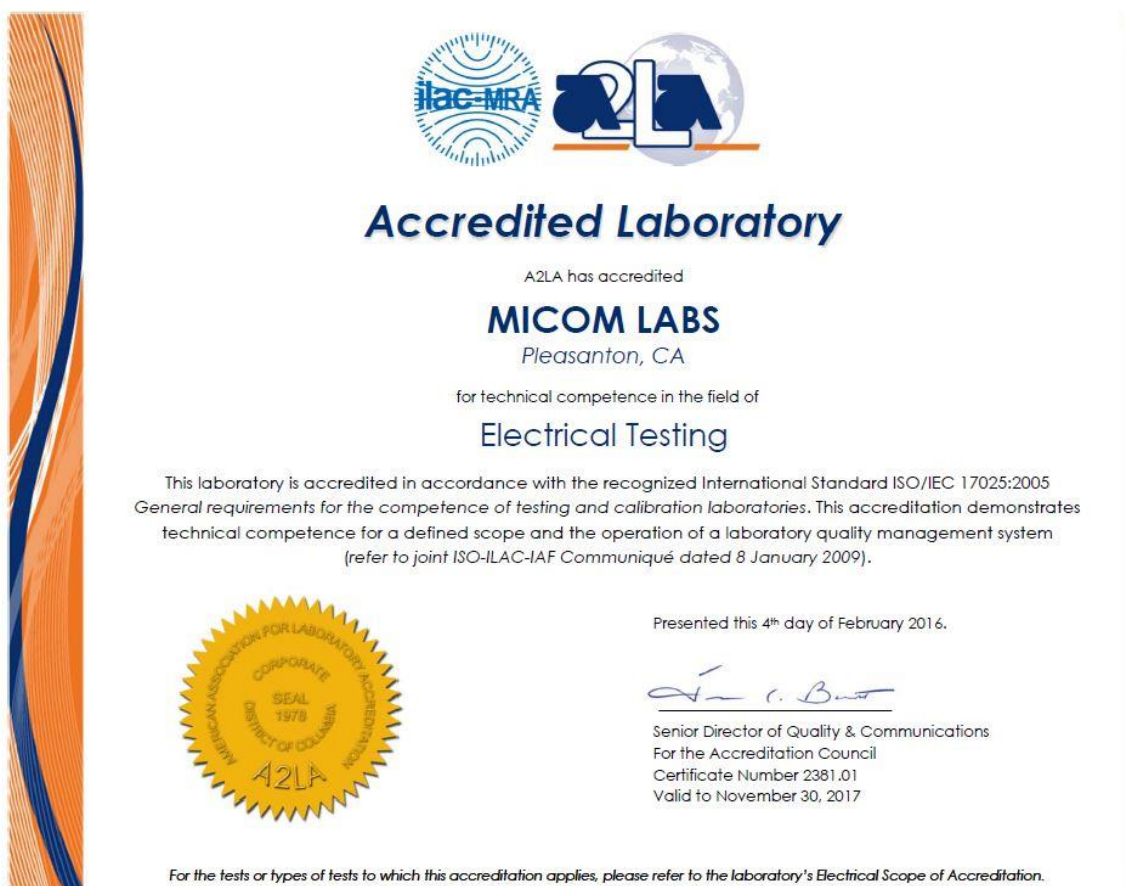 ilac-MRA
a2La
Accredited Laboratory
A2LA has accredited
MICOM LABS
Pleasanton, CA
for technical competence in the field of
Electrical Testing
This laboratory is accredited in accordance with the recognized International Standard ISO/IEC 17025:2005
General requirements for the competence of testing and calibration laboratories. This accreditation demonstrates
technical competence for a defined scope and the operation of a laboratory quality management system
(refer to joint ISO-ILAC-IAF Communiqué dated 8 January 2009).
AMERICAN ASSOCIATION FOR LABORATORY ACCREDITATION
CORPORATE
SEAL
1978
DISTRICT OF COLUMBIA
A2LA
Presented this 4th day of February 2016.
Senior Director of Quality & Communications
For the Accreditation Council
Certificate Number 2381.01
Valid to November 30, 2017
For the tests or types of tests to which this accreditation applies, please refer to the laboratory's Electrical Scope of Accreditation.